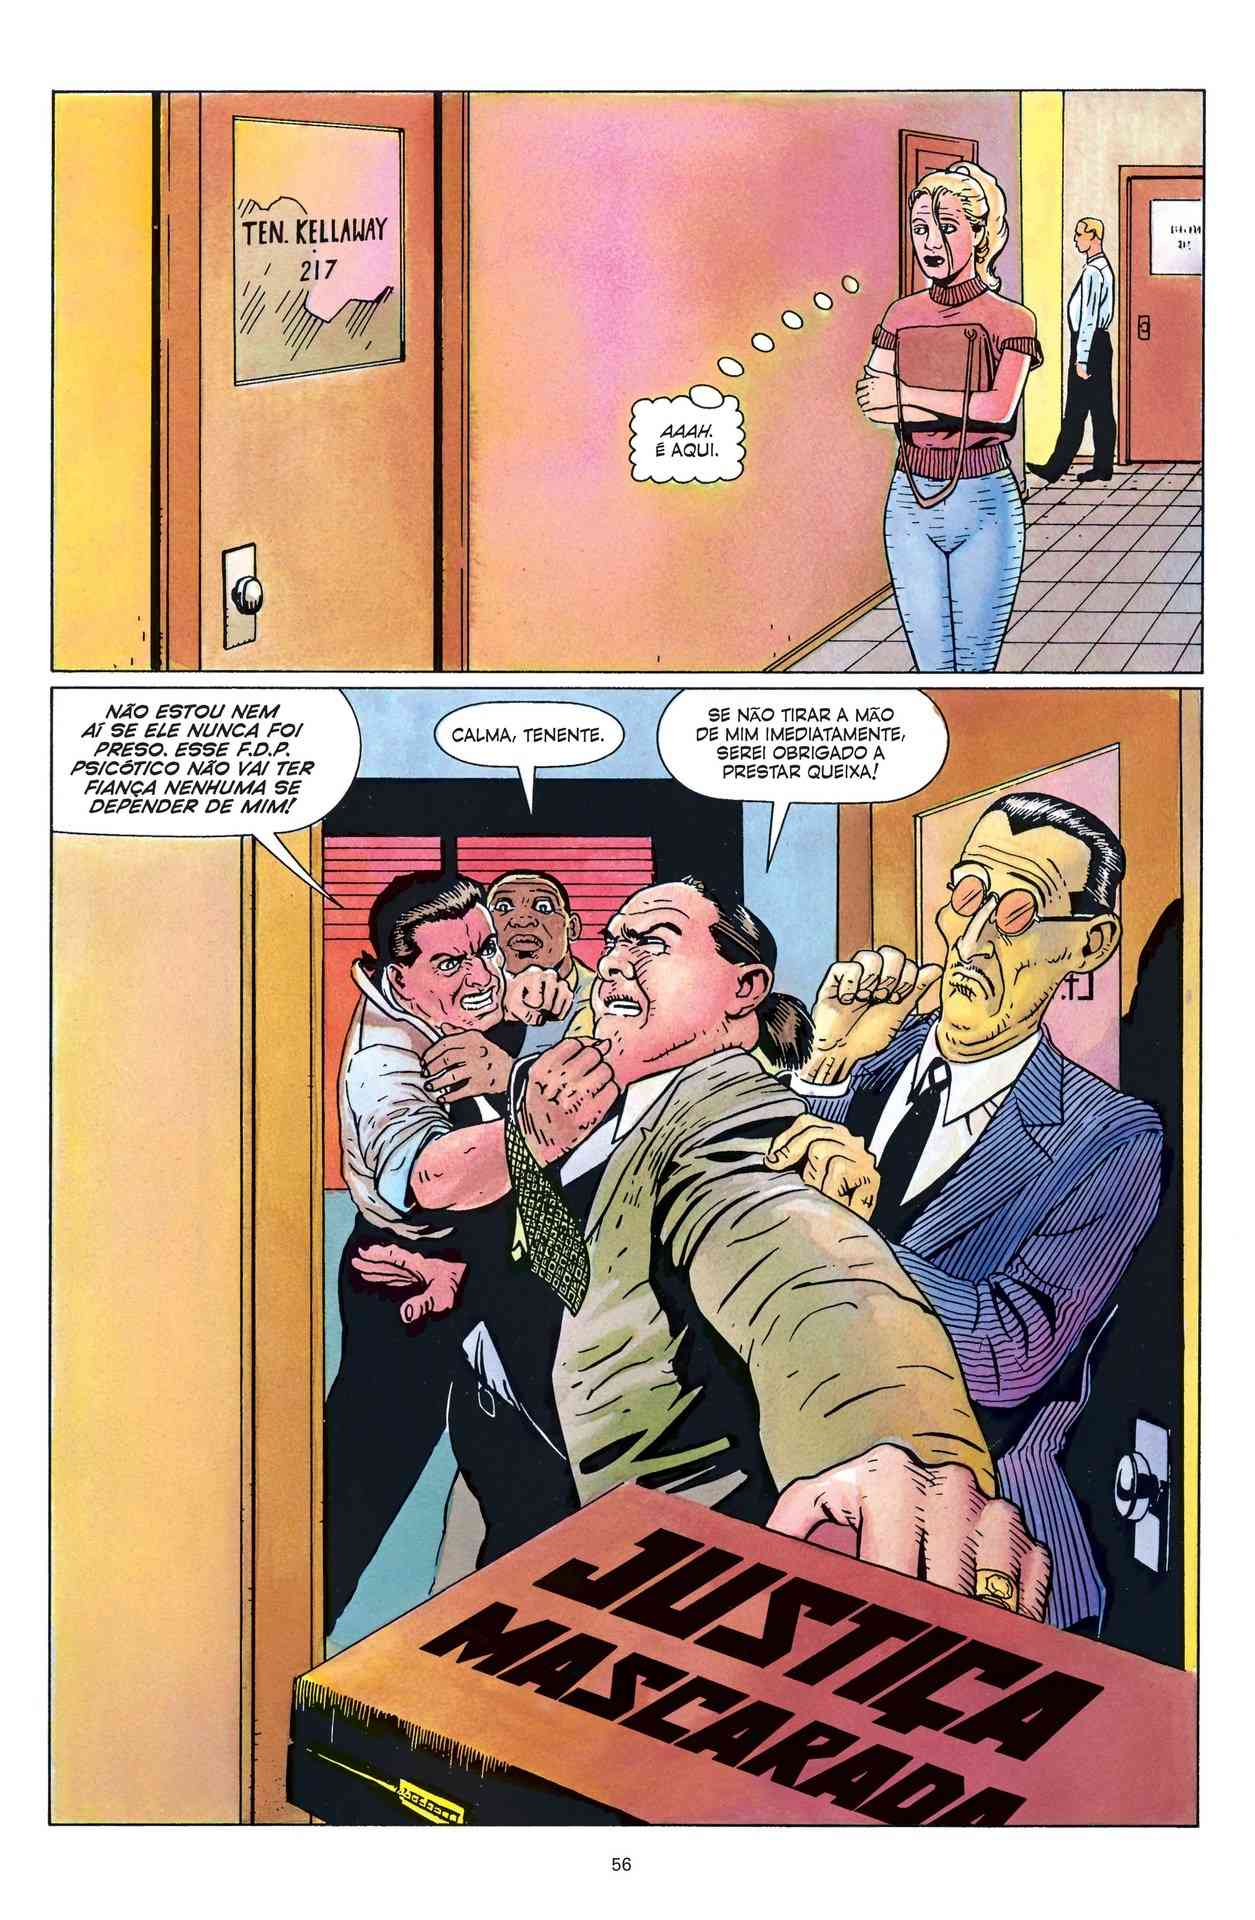 TEN. KELLAWAY
217
AAAH.
É AQUI.
NÃO ESTOU NEM
AÍ SE ELE NUNCA FOI
PRESO. ESSE F.D.P.
PSICÓTICO NÃO VAI TER
FIANÇA NENHUMA SE
DEPENDER DE MIM!
CALMA, TENENTE.
SE NÃO TIRAR A MÃO
DE MIM IMEDIATAMENTE,
SEREI OBRIGADO A
PRESTAR QUEIXA!
Lt.
JUSTIÇA
MASCARADA
56